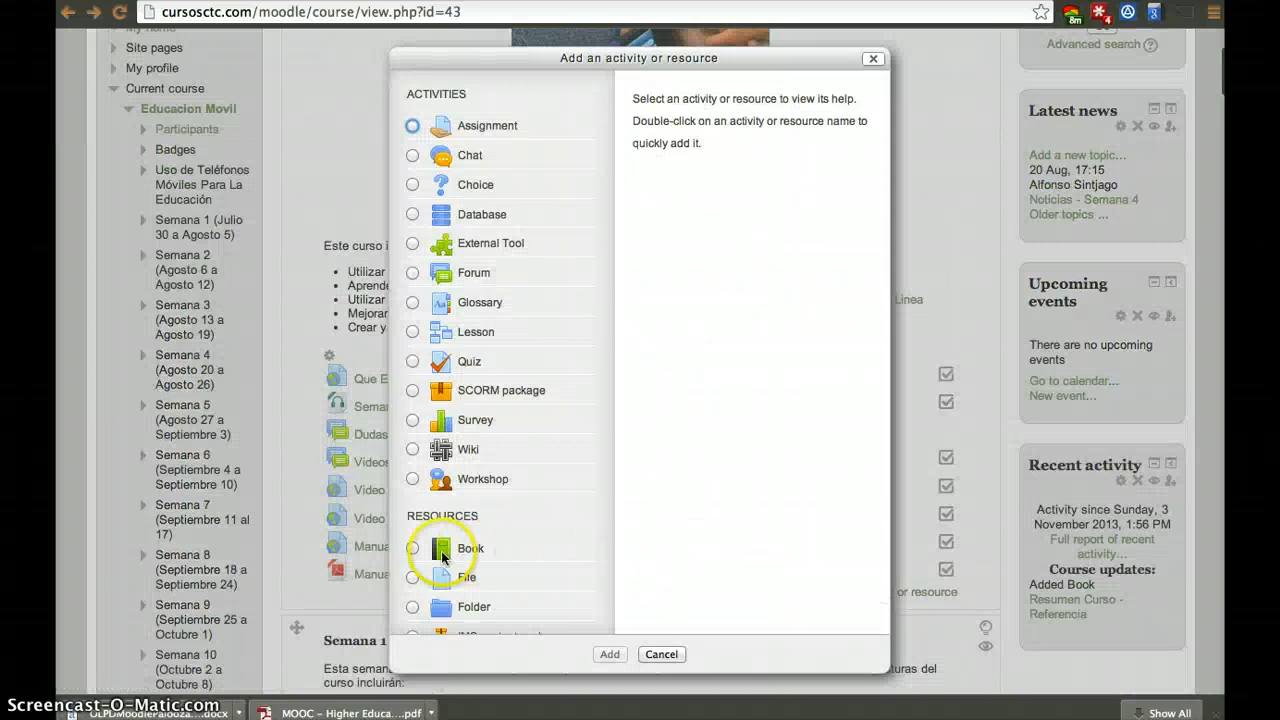 cursosctc.com/moodle/course/view.php?id=43
8m
4
My home
Site pages
My profile
Current course
Educacion Movil
Participants
Badges
Uso de Teléfonos
Móviles Para La
Educación
Semana 1 (Julio
30 a Agosto 5)
Semana 2
(Agosto 6 a
Agosto 12)
Semana 3
(Agosto 13 a
Agosto 19)
Semana 4
(Agosto 20 a
Agosto 26)
Semana 5
(Agosto 27 a
Septiembre 3)
Semana 6
(Septiembre 4 a
Septiembre 10)
Semana 7
(Septiembre 11 al
17)
Semana 8
(Septiembre 18 a
Septiembre 24)
Semana 9
(Septiembre 25 a
Octubre 1)
Semana 10
(Octubre 2 a
Octubre 8)
Este curso i
Utilizar
Aprende
Utilizar
Mejorar
Crear y
Linea
Que E
Sema
Dudas
Videos
Video
Video
Manua
Manua
or resource
Semana 1
Esta semana
aturas del
curso incluirán:
Add an activity or resource
ACTIVITIES
Assignment
Chat
Choice
Database
External Tool
Forum
Glossary
Lesson
Quiz
SCORM package
Survey
Wiki
Workshop
RESOURCES
Book
File
Folder
Select an activity or resource to view its help.
Double-click on an activity or resource name to
quickly add it.
Add
Cancel
Advanced search
Latest news
Add a new topic...
20 Aug, 17:15
Alfonso Sintjago
Noticias - Semana 4
Older topics ...
Upcoming
events
There are no upcoming
events
Go to calendar...
New event...
Recent activity
Activity since Sunday, 3
November 2013, 1:56 PM
Full report of recent
activity...
Course updates:
Added Book
Resumen Curso -
Referencia
Screencast-O-Matic.com
OLPDMoodlePalooza....docx
MOOC – Higher Educa....pdf
Show All